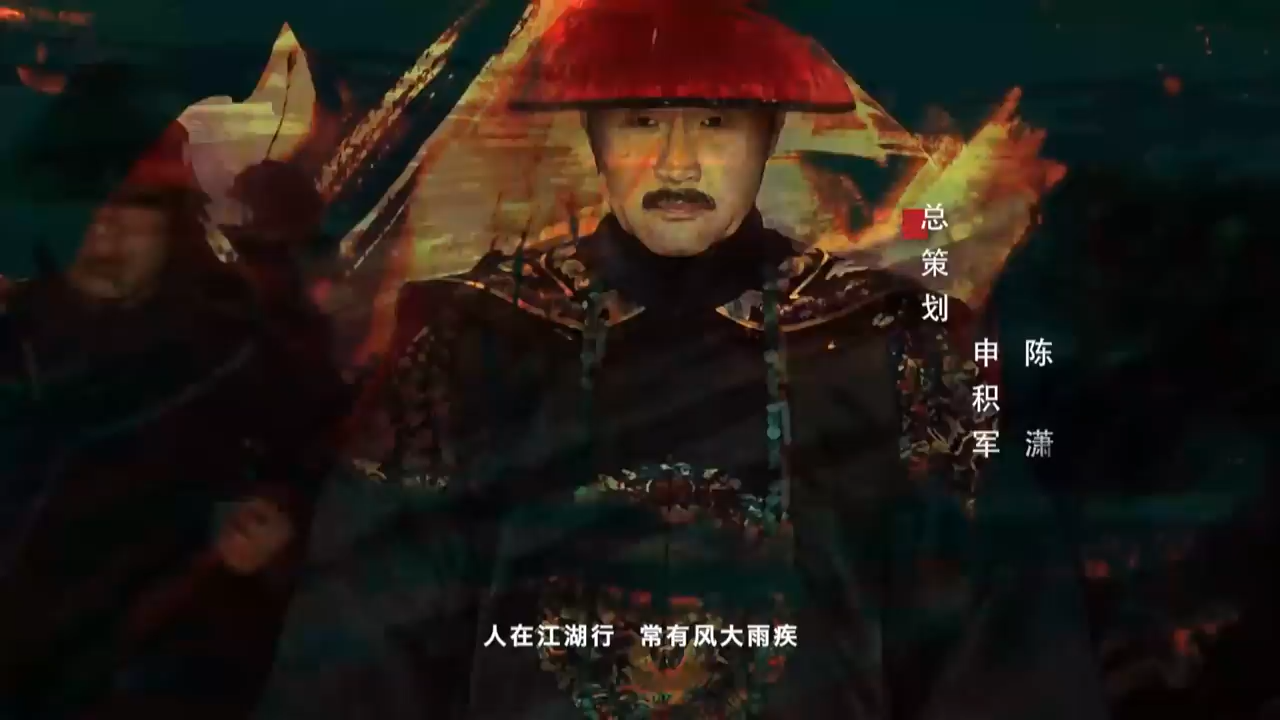 总策划
陈潇
申积军
人在江湖行 常有风大雨疾